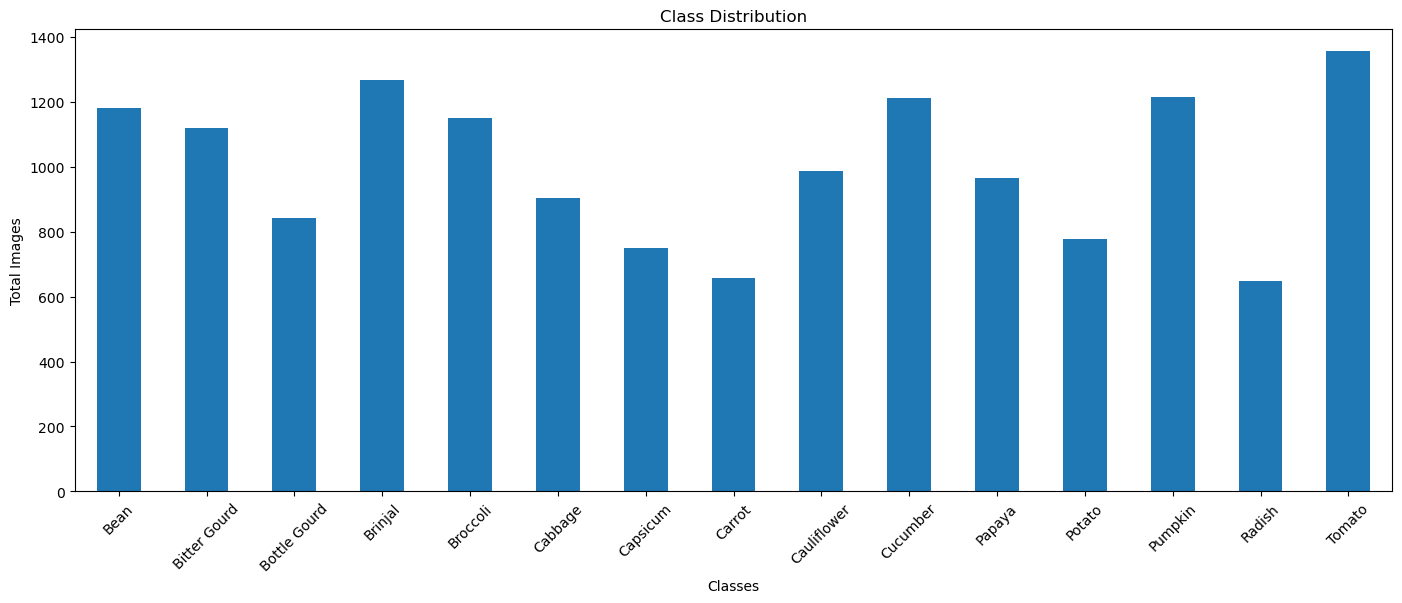 Class Distribution
1400
1200
1000
800
600
400
200
0
Total Images
Bean
Bitter Gourd
Bottle Gourd
Brinjal
Broccoli
Cabbage
Capsicum
Carrot
Cauliflower
Cucumber
Papaya
Potato
Pumpkin
Radish
Tomato
Classes